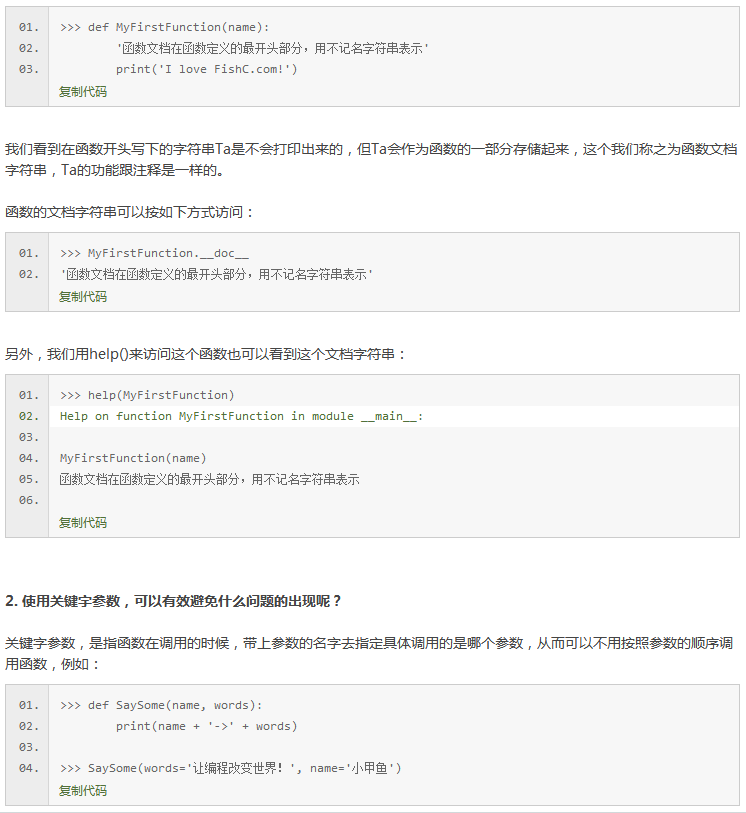 01. >>> def MyFirstFunction(name):
02.         '函数文档在函数定义的最开头部分，用不记名字符串表示'
03.         print('I love FishC.com!')
复制代码
我们看到在函数开头写下的字符串Ta是不会打印出来的，但Ta会作为函数的一部分存储起来，这个我们称之为函数文档
字符串，Ta的功能跟注释是一样的。
函数的文档字符串可以按如下方式访问：
01. >>> MyFirstFunction.__doc__
02. '函数文档在函数定义的最开头部分，用不记名字符串表示'
复制代码
另外，我们用help()来访问这个函数也可以看到这个文档字符串：
01. >>> help(MyFirstFunction)
02. Help on function MyFirstFunction in module __main__:
03.
04. MyFirstFunction(name)
05. 函数文档在函数定义的最开头部分，用不记名字符串表示
06.
复制代码
2. 使用关键字参数，可以有效避免什么问题的出现呢？
关键字参数，是指函数在调用的时候，带上参数的名字去指定具体调用的是哪个参数，从而可以不用按照参数的顺序调
用函数，例如：
01. >>> def SaySome(name, words):
02.         print(name + '->' + words)
03.
04. >>> SaySome(words='让编程改变世界！', name='小甲鱼')
复制代码